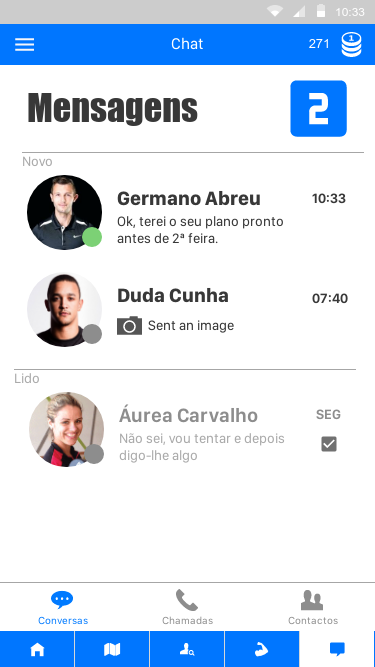 10:33
Chat
271
1
Mensagens
2
Novo
Germano Abreu
10:33
Ok, terei o seu plano pronto
antes de 2ª feira.
Duda Cunha
07:40
Sent an image
Lido
Áurea Carvalho
SEG
Não sei, vou tentar e depois
digo-lhe algo
Conversas
Chamadas
Contactos